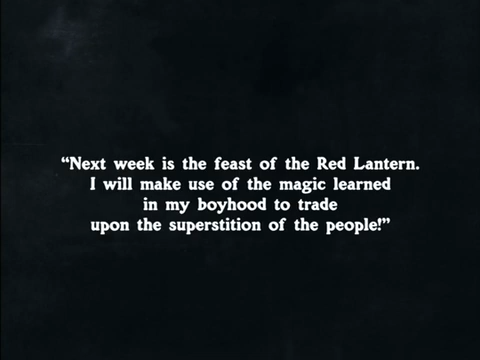 “Next week is the feast of the Red Lantern.
I will make use of the magic learned
in my boyhood to trade
upon the superstition of the people!”